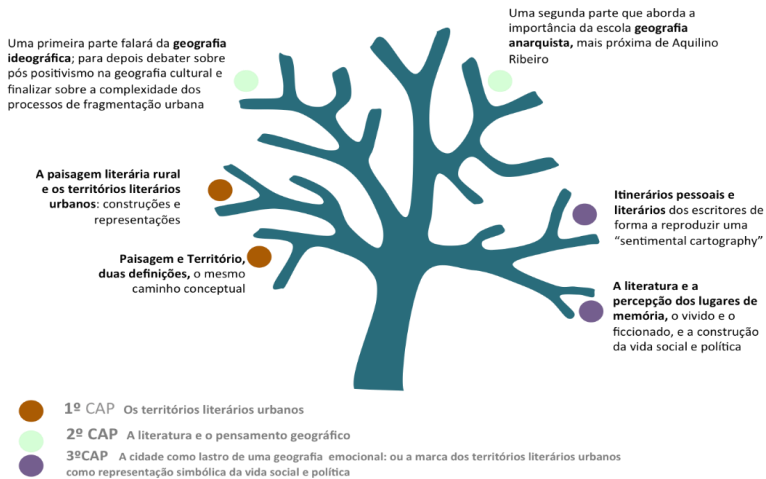 Uma primeira parte falará da geografia
ideográfica; para depois debater sobre
pós positivismo na geografia cultural e
finalizar sobre a complexidade dos
processos de fragmentação urbana
Uma segunda parte que aborda a
importância da escola geografia
anarquista, mais próxima de Aquilino
Ribeiro
A paisagem literária rural
e os territórios literários
urbanos: construções e
representações
Paisagem e Território,
duas definições, o mesmo
caminho conceptual
Itinerários pessoais e
literários dos escritores de
forma a reproduzir uma
“sentimental cartography”
A literatura e a
percepção dos lugares de
memória, o vivido e o
ficcionado, e a construção
da vida social e política
1º CAP Os territórios literários urbanos
2º CAP A literatura e o pensamento geográfico
3ºCAP A cidade como lastro de uma geografia emocional: ou a marca dos territórios literários urbanos
como representação simbólica da vida social e política